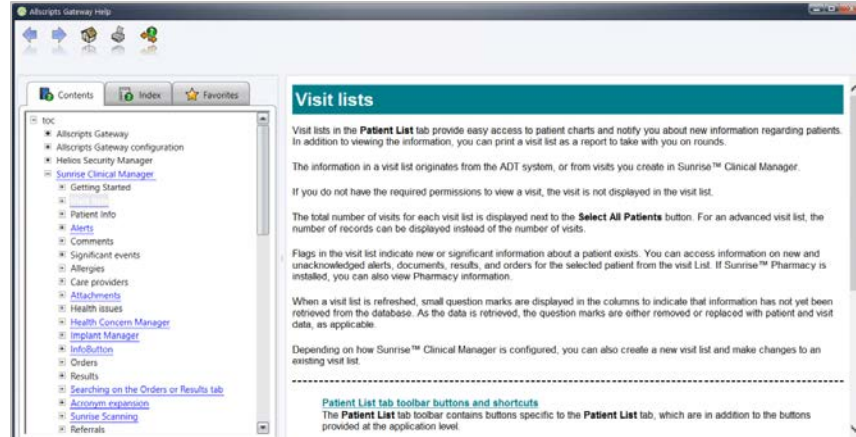 Allscripts Gateway Help
Contents
Index
Favorites
toc
Allscripts Gateway
Allscripts Gateway configuration
Helios Security Manager
Sunrise Clinical Manager
Getting Started
Patient Info
Alerts
Comments
Significant events
Allergies
Care providers
Attachments
Health issues
Health Concern Manager
Implant Manager
InfoButton
Orders
Results
Searching on the Orders or Results tab
Acronym expansion
Sunrise Scanning
Referrals
Visit lists
Visit lists in the Patient List tab provide easy access to patient charts and notify you about new information regarding patients.
In addition to viewing the information, you can print a visit list as a report to take with you on rounds.
The information in a visit list originates from the ADT system, or from visits you create in Sunrise™ Clinical Manager.
If you do not have the required permissions to view a visit, the visit is not displayed in the visit list.
The total number of visits for each visit list is displayed next to the Select All Patients button. For an advanced visit list, the
number of records can be displayed instead of the number of visits.
Flags in the visit list indicate new or significant information about a patient exists. You can access information on new and
unacknowledged alerts, documents, results, and orders for the selected patient from the visit List. If Sunrise™ Pharmacy is
installed, you can also view Pharmacy information.
When a visit list is refreshed, small question marks are displayed in the columns to indicate that information has not yet been
retrieved from the database. As the data is retrieved, the question marks are either removed or replaced with patient and visit
data, as applicable.
Depending on how Sunrise™ Clinical Manager is configured, you can also create a new visit list and make changes to an
existing visit list.
Patient List tab toolbar buttons and shortcuts
The Patient List tab toolbar contains buttons specific to the Patient List tab, which are in addition to the buttons
provided at the application level.